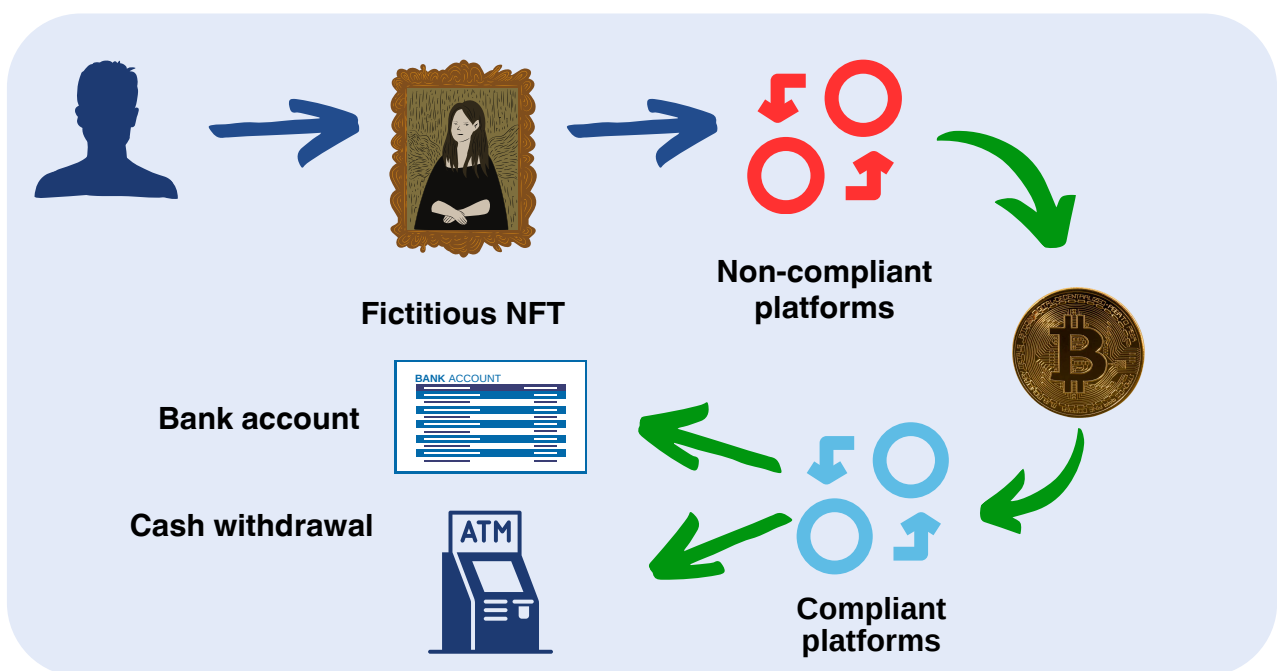 Non-compliant
platforms
Fictitious NFT
BANK ACCOUNT
Bank account
Cash withdrawal
ATM
Compliant
platforms